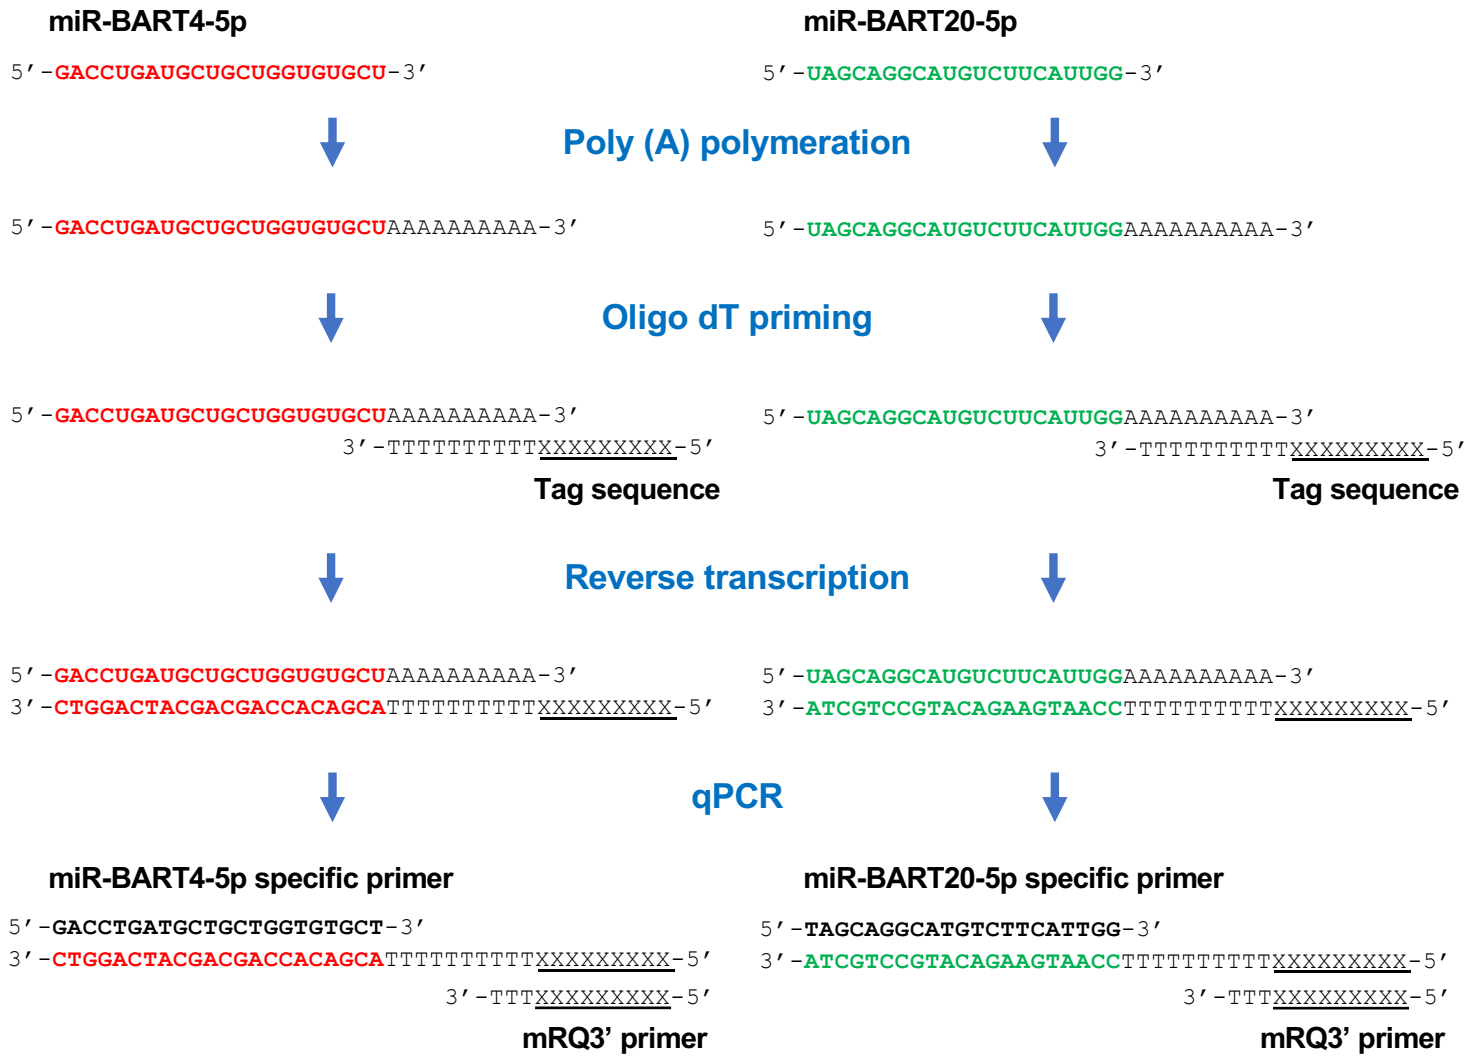 miR-BART4-5p miR-BART20-5p
5′-GACCUGAUGCUGCUGGUGUGCU-3′ 5′-UAGCAGGCAUGUCUUCAUUGG-3′
Poly (A) polymeration
5′-GACCUGAUGCUGCUGGUGUGCUAAAAAAAAAA-3′ 5′-UAGCAGGCAUGUCUUCAUUGGAAAAAAAAAA-3′
Oligo dT priming
5′-GACCUGAUGCUGCUGGUGUGCUAAAAAAAAAA-3′ 5′-UAGCAGGCAUGUCUUCAUUGGAAAAAAAAAA-3′
3′-TTTTTTTTTTXXXXXXXXX-5′ 3′-TTTTTTTTTTXXXXXXXXX-5′
Tag sequence Tag sequence
Reverse transcription
5′-GACCUGAUGCUGCUGGUGUGCUAAAAAAAAAA-3′ 5′-UAGCAGGCAUGUCUUCAUUGGAAAAAAAAAA-3′
3′-CTGGACTACGACGACCACAGCATTTTTTTTTTXXXXXXXXX-5′ 3′-ATCGTCCGTACAGAAGTAACCTTTTTTTTTTXXXXXXXXX-5′
qPCR
miR-BART4-5p specific primer miR-BART20-5p specific primer
5′-GACCTGATGCTGCTGGTGTGCT-3′ 5′-TAGCAGGCATGTCTTCATTGG-3′
3′-CTGGACTACGACGACCACAGCATTTTTTTTTTXXXXXXXXX-5′ 3′-ATCGTCCGTACAGAAGTAACCTTTTTTTTTTXXXXXXXXX-5′
3′-TTTXXXXXXXXX-5′ 3′-TTTXXXXXXXXX-5′
mRQ3’ primer mRQ3’ primer